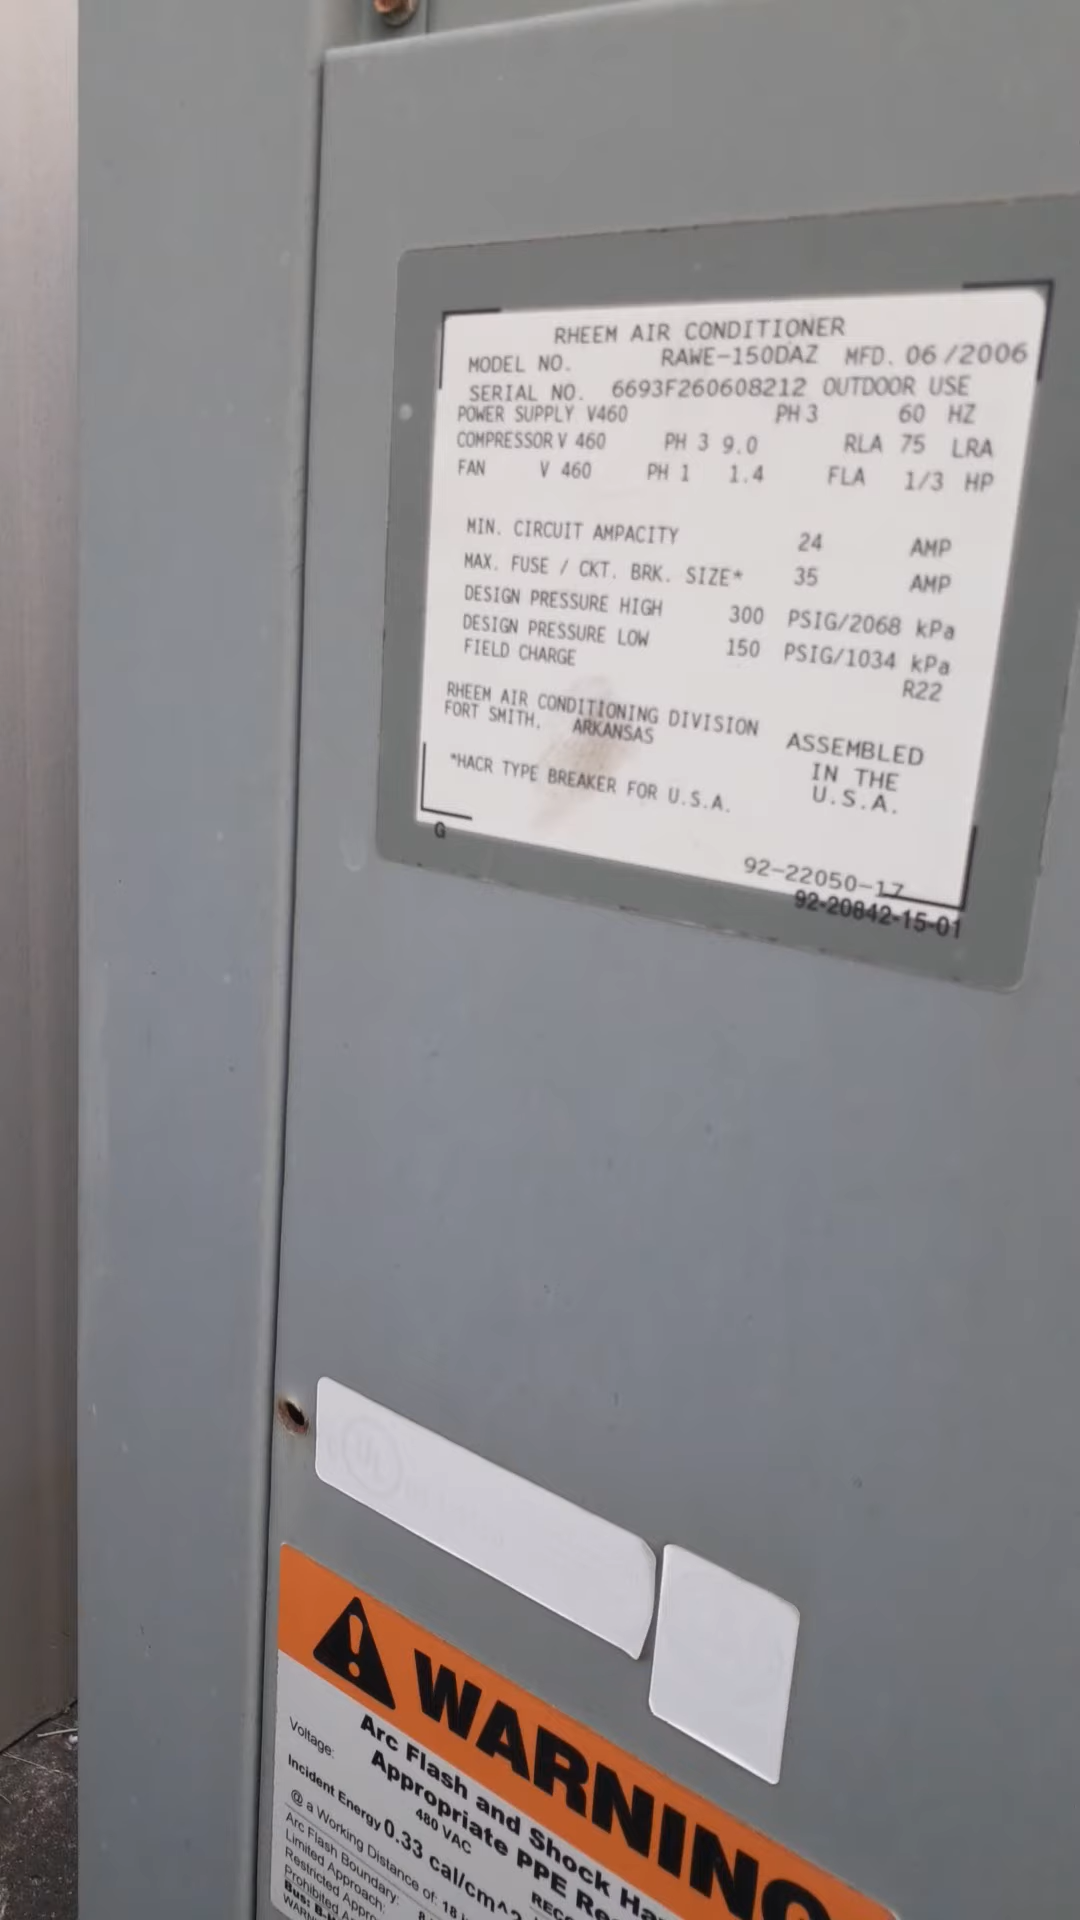 RHEEM AIR CONDITIONER
MODEL NO. RAWE-150DAZ MFD. 06/2006
SERIAL NO. 6693F260608212 OUTDOOR USE
POWER SUPPLY V460 PH 3 60 HZ
COMPRESSOR V 460 PH 3 9.0 RLA 75 LRA
FAN V 460 PH 1 1.4 FLA 1/3 HP
MIN. CIRCUIT AMPACITY 24 AMP
MAX. FUSE / CKT. BRK. SIZE* 35 AMP
DESIGN PRESSURE HIGH 300 PSIG/2068 kPa
DESIGN PRESSURE LOW 150 PSIG/1034 kPa
FIELD CHARGE R22
RHEEM AIR CONDITIONING DIVISION
FORT SMITH, ARKANSAS
ASSEMBLED
IN THE
U.S.A.
*HACR TYPE BREAKER FOR U.S.A.
G
92-22050-17
92-20842-15-01
UL
WARNING
Arc Flash and Shock Ha
Appropriate PPE Re
Voltage: 480 VAC
Incident Energy 0.33 cal/cm^2
@ a Working Distance of: 18
Arc Flash Boundary:
Limited Approach:
Restricted Appro
Prohibited A
Bus: B-
WARN